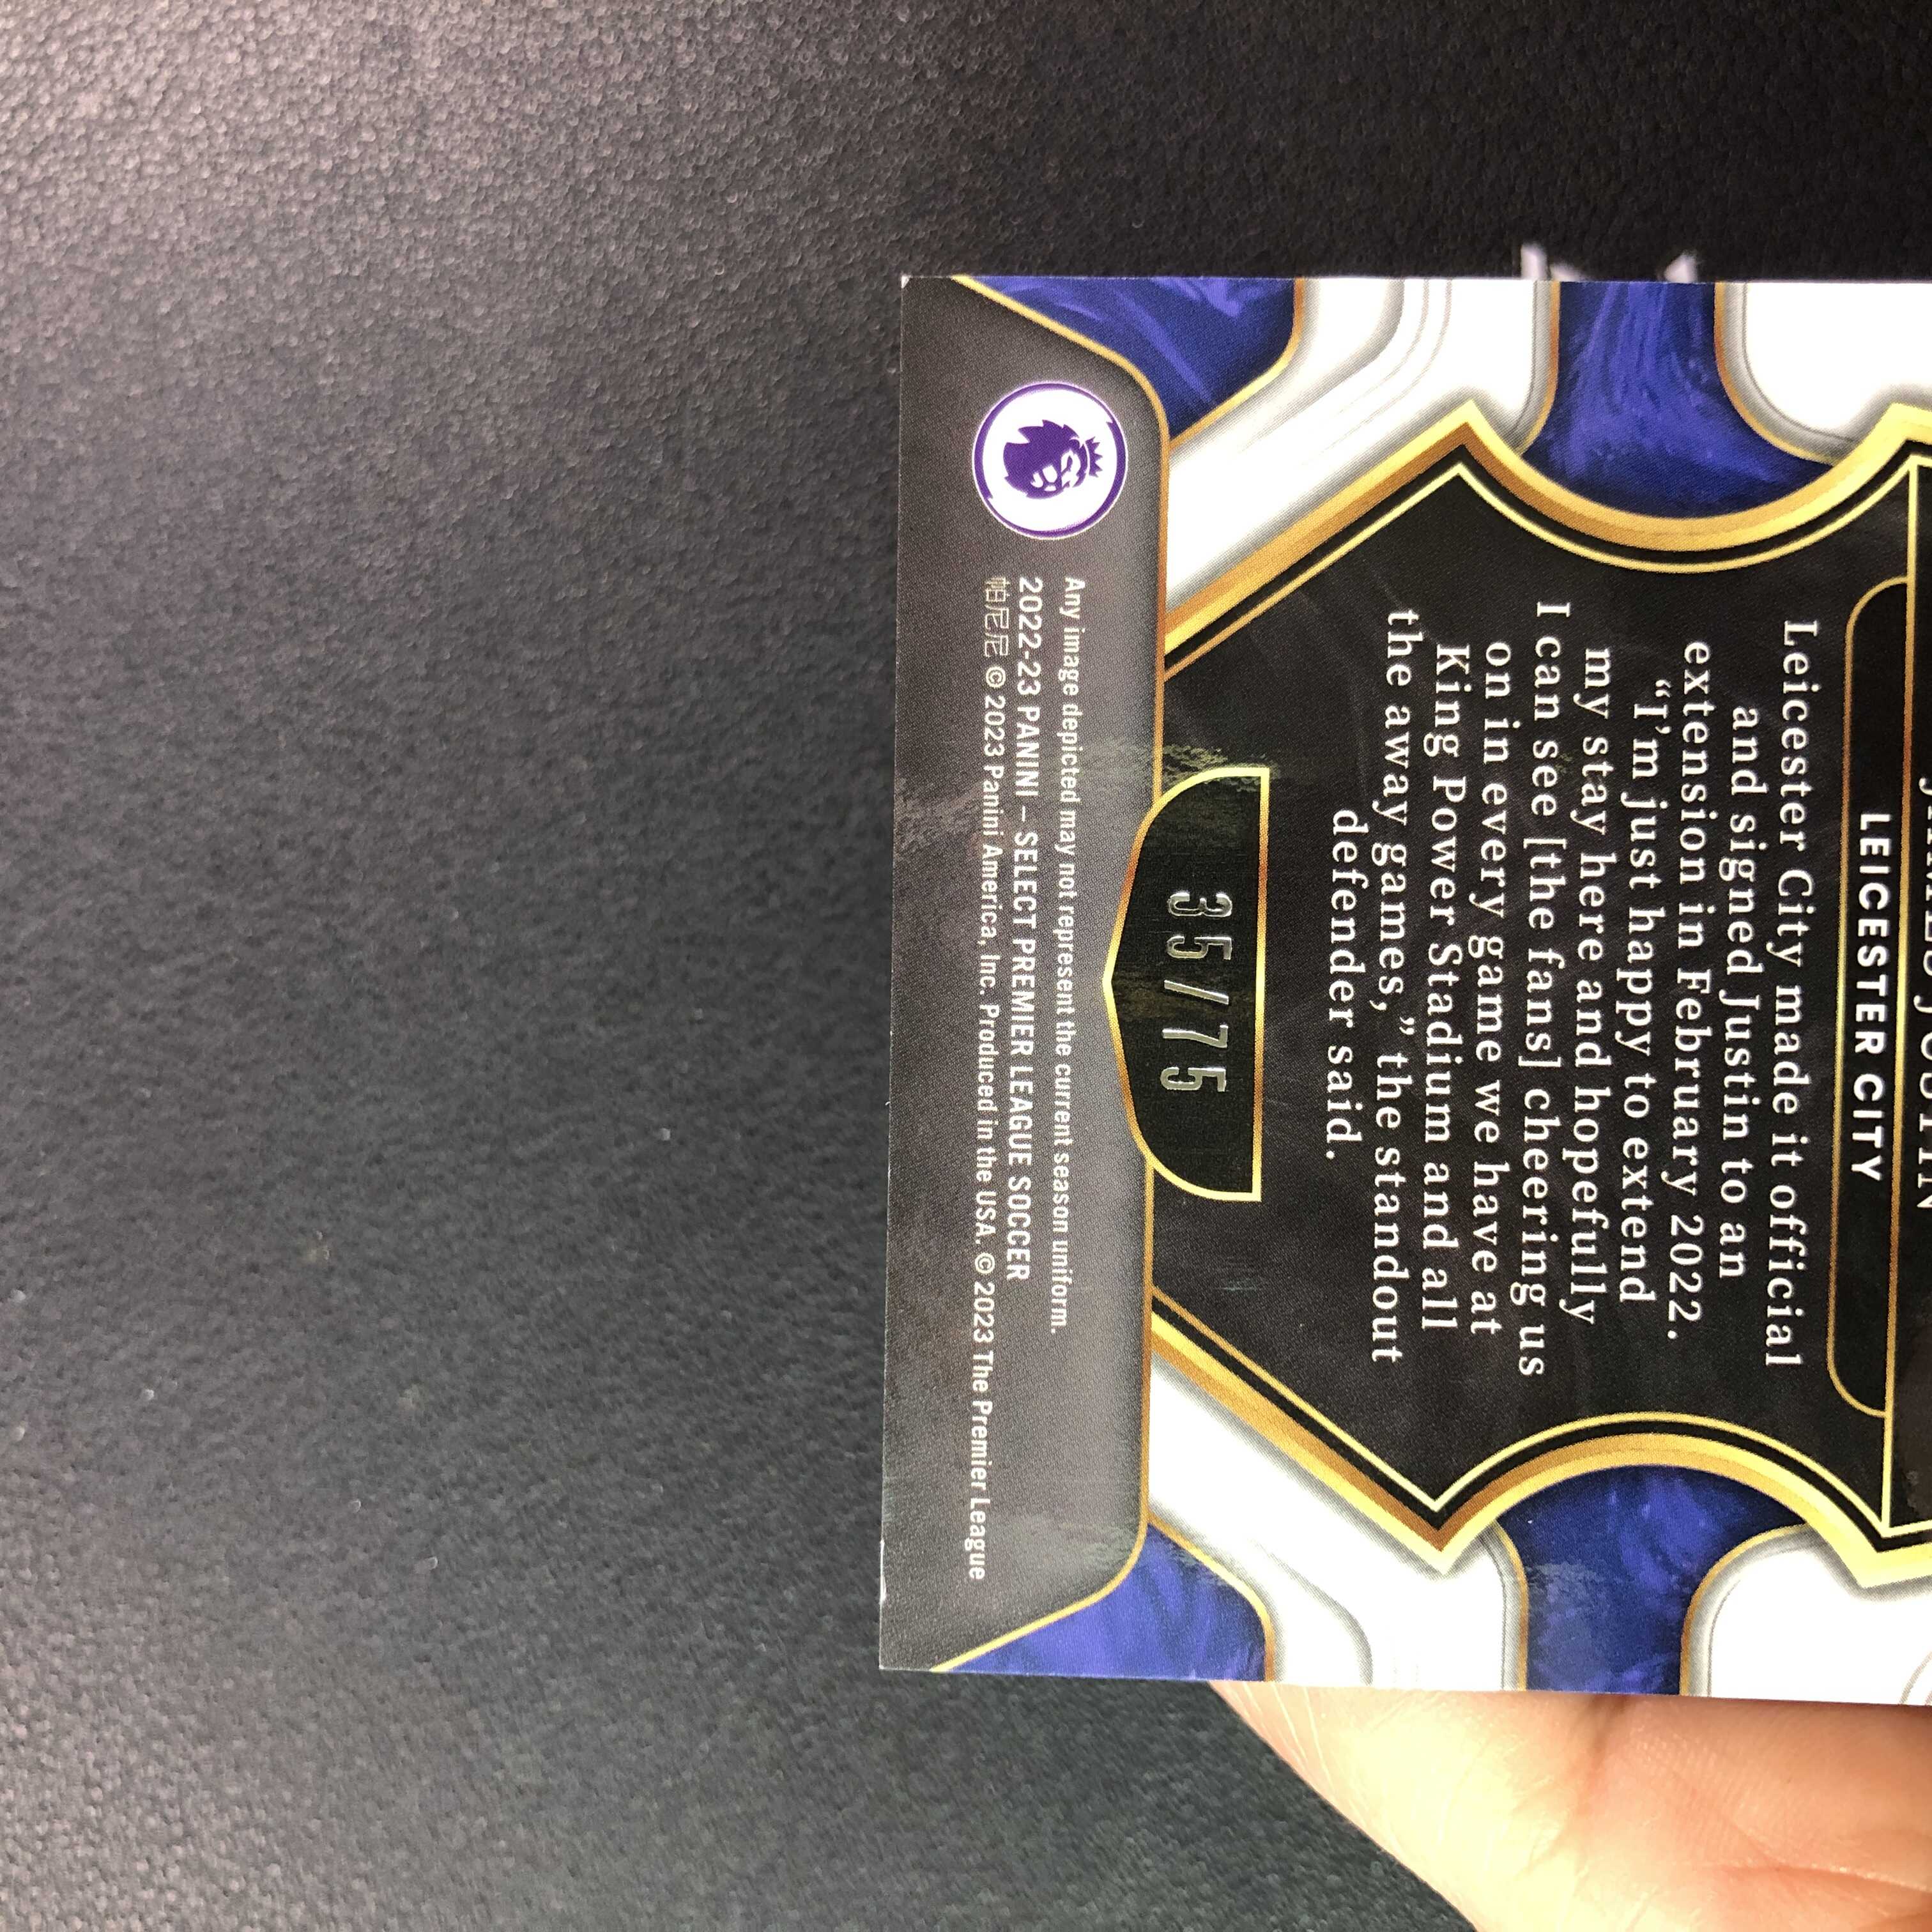 JAMES JUSTIN
LEICESTER CITY
Leicester City made it official
and signed Justin to an
extension in February 2022.
“I’m just happy to extend
my stay here and hopefully
I can see [the fans] cheering us
on in every game we have at
King Power Stadium and all
the away games,” the standout
defender said.
35/75
Any image depicted may not represent the current season uniform.
2022-23 PANINI – SELECT PREMIER LEAGUE SOCCER
帕尼尼 © 2023 Panini America, Inc. Produced in the USA. © 2023 The Premier League